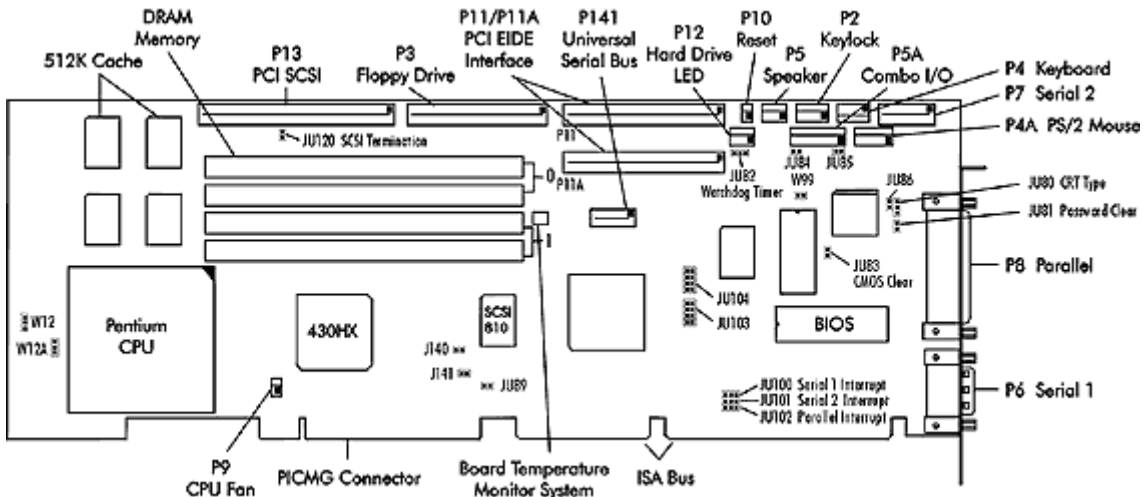 DRAM
Memory
512K Cache
P13
PCI SCSI
P3
Floppy Drive
P11/P11A
PCI EIDE
Interface
P141
Universal
Serial Bus
P12
Hard Drive
LED
P10
Reset
P5
Speaker
P2
Keylock
P5A
Combo I/O
P4 Keyboard
P7 Serial 2
P4A PS/2 Mouse
JU120 SCSI Termination
P11
P11A
0
1
JU82
Watchdog Timer
JU84
JU85
W99
JU86
JU80 CRT Type
JU81 Password Clear
JU83
CMOS Clear
P8 Parallel
JU104
JU103
BIOS
W12
W12A
Pentium
CPU
430HX
SCSI
810
J140
J141
JU89
JU100 Serial 1 Interrupt
JU101 Serial 2 Interrupt
JU102 Parallel Interrupt
P6 Serial 1
P9
CPU Fan
PICMG Connector
Board Temperature
Monitor System
ISA Bus